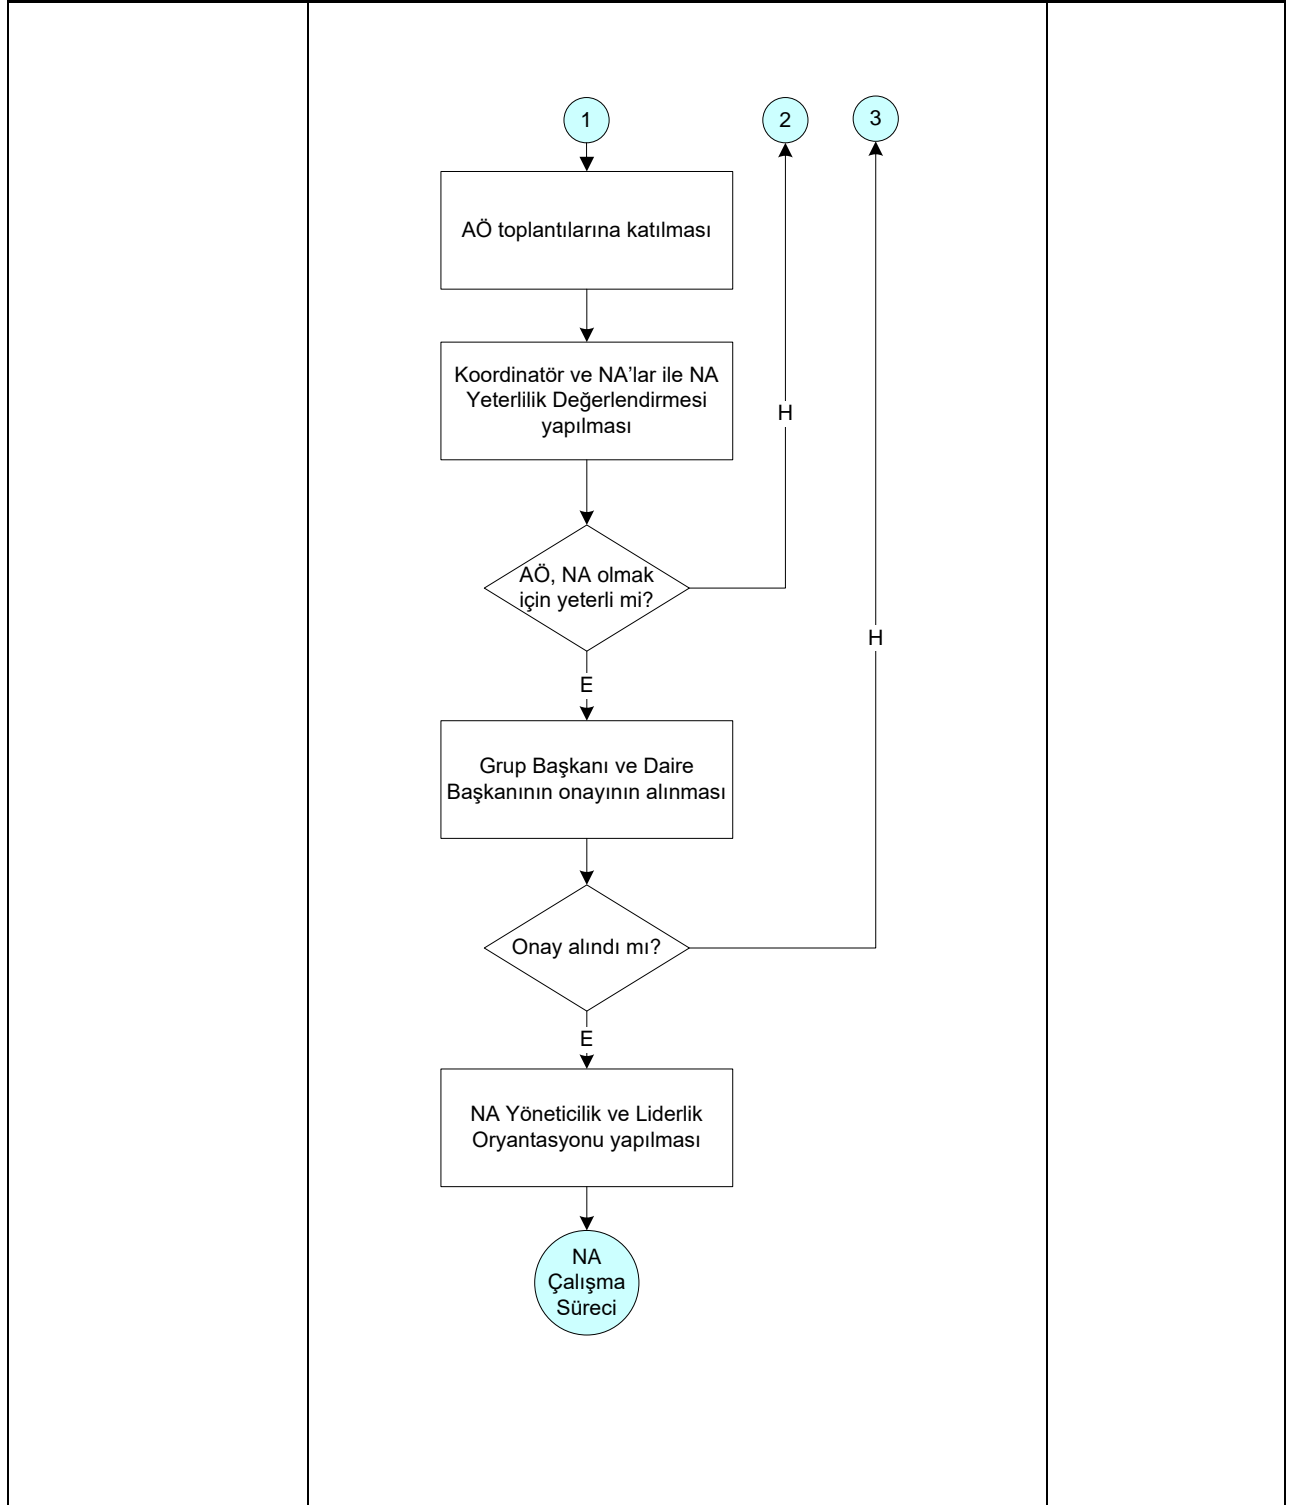 1
2
3
AÖ toplantılarına katılması
Koordinatör ve NA’lar ile NA
Yeterlilik Değerlendirmesi
yapılması
H
AÖ, NA olmak
için yeterli mi?
H
E
Grup Başkanı ve Daire
Başkanının onayının alınması
Onay alındı mı?
E
NA Yöneticilik ve Liderlik
Oryantasyonu yapılması
NA
Çalışma
Süreci